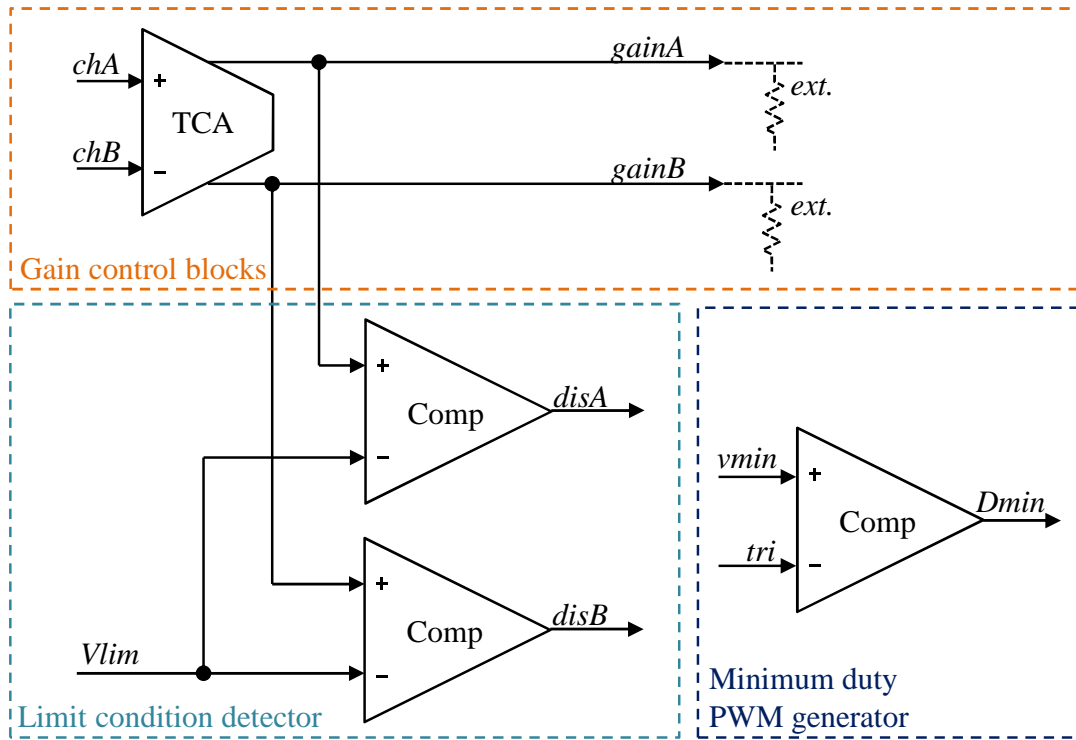 chA
+
TCA
chB
−
gainA
ext.
gainB
ext.
Gain control blocks
+
Comp
−
disA
+
Comp
−
disB
Vlim
Limit condition detector
vmin
+
Comp
tri
−
Dmin
Minimum duty
PWM generator